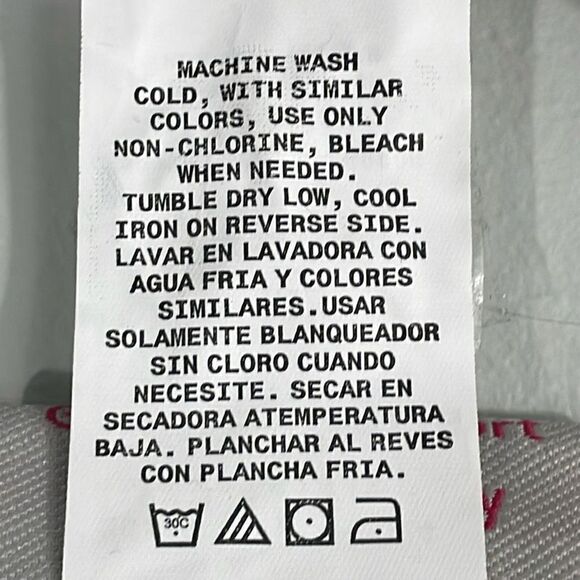 MACHINE WASH
COLD, WITH SIMILAR
COLORS, USE ONLY
NON-CHLORINE, BLEACH
WHEN NEEDED.
TUMBLE DRY LOW, COOL
IRON ON REVERSE SIDE.
LAVAR EN LAVADORA CON
AGUA FRIA Y COLORES
SIMILARES.USAR
SOLAMENTE BLANQUEADOR
SIN CLORO CUANDO
NECESITE. SECAR EN
SECADORA ATEMPERATURA
BAJA. PLANCHAR AL REVES
CON PLANCHA FRIA.
30C